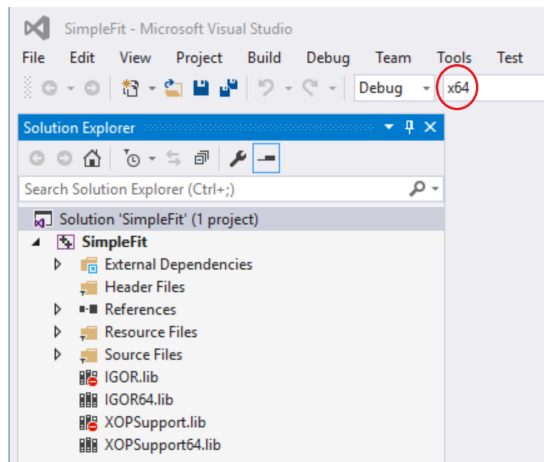 SimpleFit - Microsoft Visual Studio
File Edit View Project Build Debug Team Tools Test
Debug x64
Solution Explorer
Search Solution Explorer (Ctrl+;)
Solution 'SimpleFit' (1 project)
SimpleFit
External Dependencies
Header Files
References
Resource Files
Source Files
IGOR.lib
IGOR64.lib
XOPSupport.lib
XOPSupport64.lib